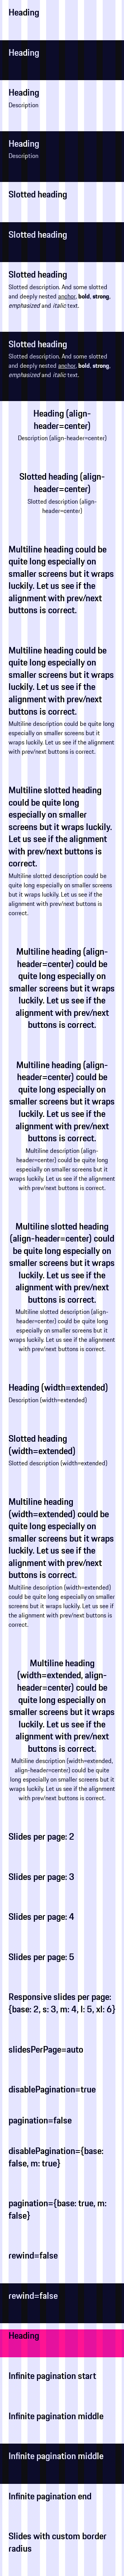 Heading
Heading
Heading
Description
Heading
Description
Slotted heading
Slotted heading
Slotted heading
Slotted description. And some slotted
and deeply nested anchor, bold, strong,
emphasized and italic text.
Slotted heading
Slotted description. And some slotted
and deeply nested anchor, bold, strong,
emphasized and italic text.
Heading (align-
header=center)
Description (align-header=center)
Slotted heading (align-
header=center)
Slotted description (align-
header=center)
Multiline heading could be
quite long especially on
smaller screens but it wraps
luckily. Let us see if the
alignment with prev/next
buttons is correct.
Multiline heading could be
quite long especially on
smaller screens but it wraps
luckily. Let us see if the
alignment with prev/next
buttons is correct.
Multiline description could be quite long
especially on smaller screens but it
wraps luckily. Let us see if the alignment
with prev/next buttons is correct.
Multiline slotted heading
could be quite long
especially on smaller
screens but it wraps luckily.
Let us see if the alignment
with prev/next buttons is
correct.
Multiline slotted description could be
quite long especially on smaller screens
but it wraps luckily. Let us see if the
alignment with prev/next buttons is
correct.
Multiline heading (align-
header=center) could be
quite long especially on
smaller screens but it wraps
luckily. Let us see if the
alignment with prev/next
buttons is correct.
Multiline heading (align-
header=center) could be
quite long especially on
smaller screens but it wraps
luckily. Let us see if the
alignment with prev/next
buttons is correct.
Multiline description (align-
header=center) could be quite long
especially on smaller screens but it
wraps luckily. Let us see if the alignment
with prev/next buttons is correct.
Multiline slotted heading
(align-header=center) could
be quite long especially on
smaller screens but it wraps
luckily. Let us see if the
alignment with prev/next
buttons is correct.
Multiline slotted description (align-
header=center) could be quite long
especially on smaller screens but it
wraps luckily. Let us see if the alignment
with prev/next buttons is correct.
Heading (width=extended)
Description (width=extended)
Slotted heading
(width=extended)
Slotted description (width=extended)
Multiline heading
(width=extended) could be
quite long especially on
smaller screens but it wraps
luckily. Let us see if the
alignment with prev/next
buttons is correct.
Multiline description (width=extended)
could be quite long especially on smaller
screens but it wraps luckily. Let us see if
the alignment with prev/next buttons is
correct.
Multiline heading
(width=extended, align-
header=center) could be
quite long especially on
smaller screens but it wraps
luckily. Let us see if the
alignment with prev/next
buttons is correct.
Multiline description (width=extended,
align-header=center) could be quite
long especially on smaller screens but it
wraps luckily. Let us see if the alignment
with prev/next buttons is correct.
Slides per page: 2
Slides per page: 3
Slides per page: 4
Slides per page: 5
Responsive slides per page:
{base: 2, s: 3, m: 4, l: 5, xl: 6}
slidesPerPage=auto
disablePagination=true
pagination=false
disablePagination={base:
false, m: true}
pagination={base: true, m:
false}
rewind=false
rewind=false
Heading
Infinite pagination start
Infinite pagination middle
Infinite pagination middle
Infinite pagination end
Slides with custom border
radius